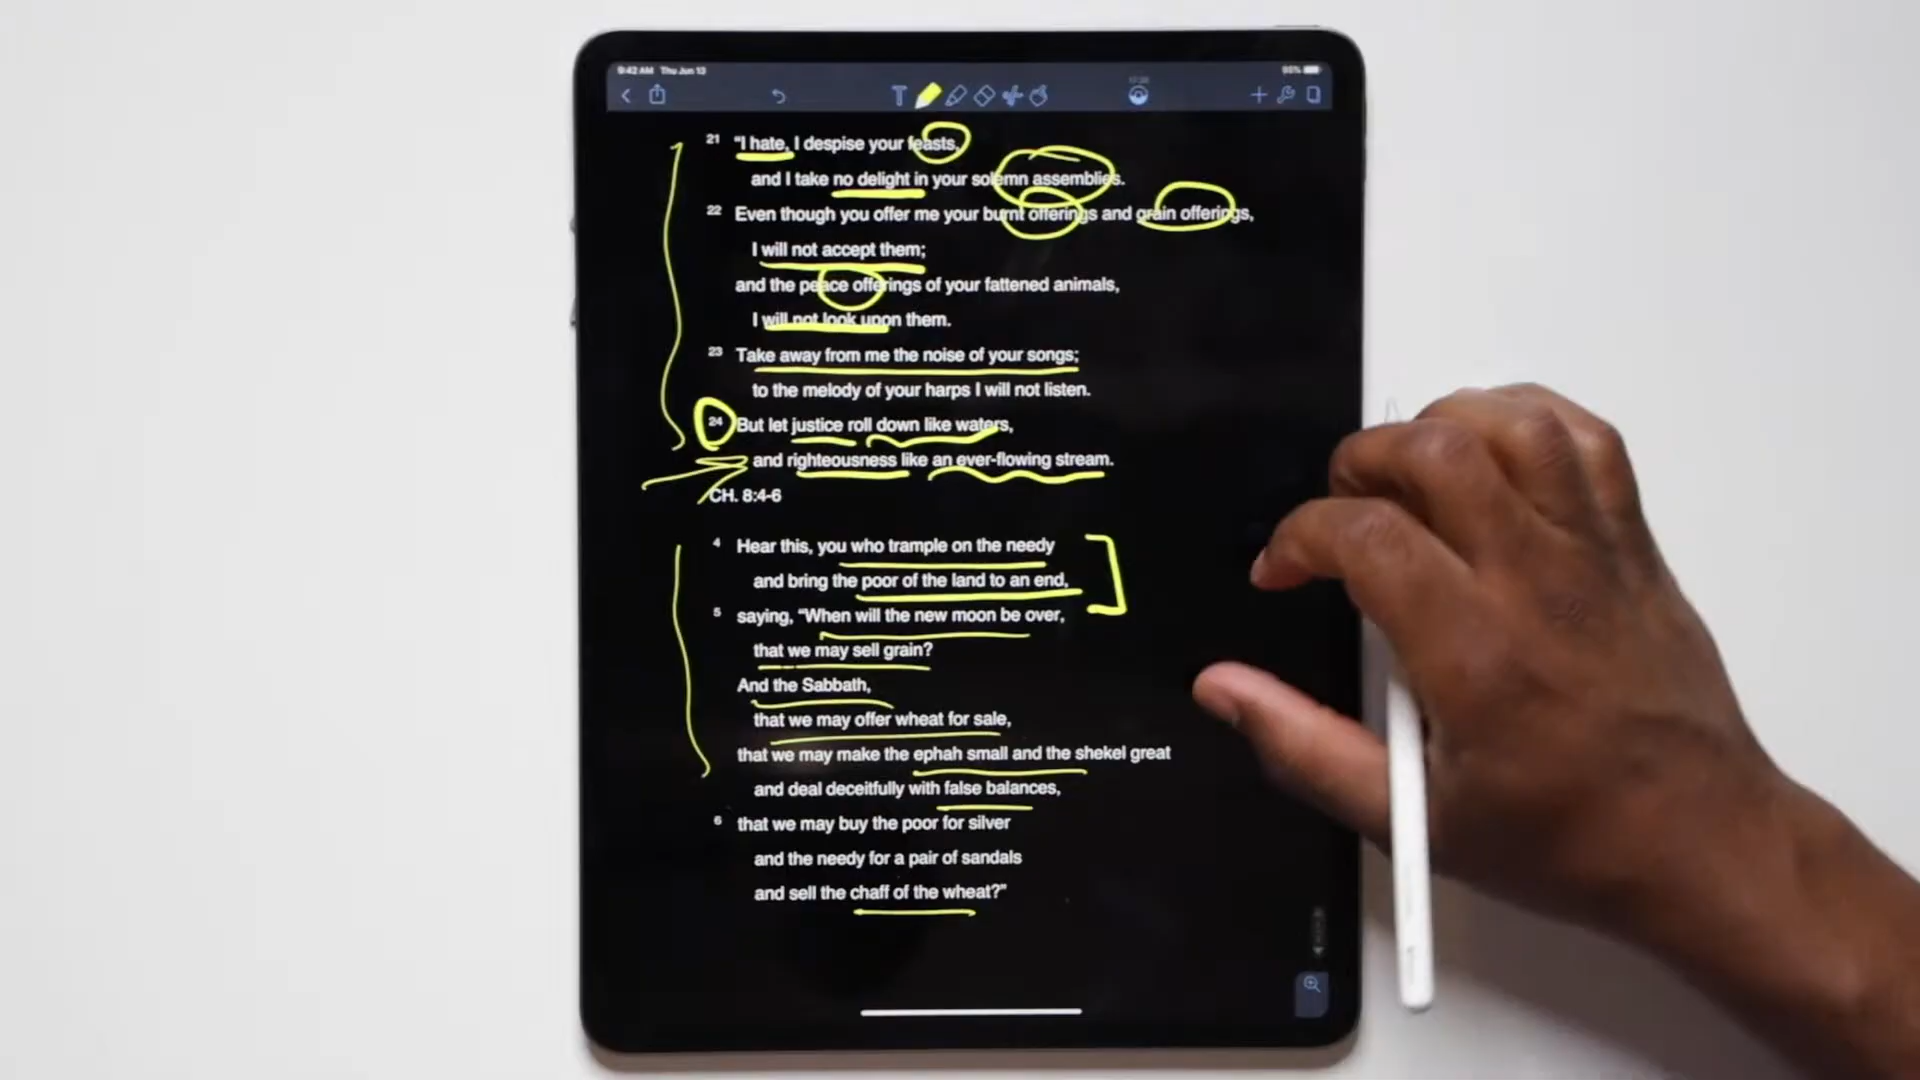 9:42 AM Thu Jun 13
95%
T
21 “I hate, I despise your feasts,
and I take no delight in your solemn assemblies.
22 Even though you offer me your burnt offerings and grain offerings,
I will not accept them;
and the peace offerings of your fattened animals,
I will not look upon them.
23 Take away from me the noise of your songs;
to the melody of your harps I will not listen.
24 But let justice roll down like waters,
and righteousness like an ever-flowing stream.
CH. 8:4-6
4 Hear this, you who trample on the needy
and bring the poor of the land to an end,
5 saying, “When will the new moon be over,
that we may sell grain?
And the Sabbath,
that we may offer wheat for sale,
that we may make the ephah small and the shekel great
and deal deceitfully with false balances,
6 that we may buy the poor for silver
and the needy for a pair of sandals
and sell the chaff of the wheat?”